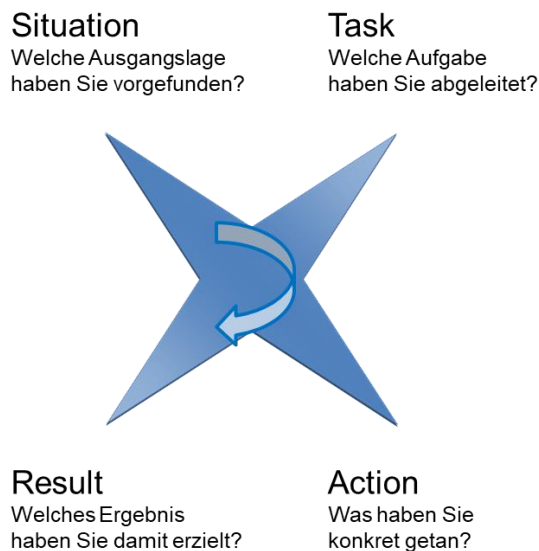 Situation
Welche Ausgangslage
haben Sie vorgefunden?
Task
Welche Aufgabe
haben Sie abgeleitet?
Result
Welches Ergebnis
haben Sie damit erzielt?
Action
Was haben Sie
konkret getan?